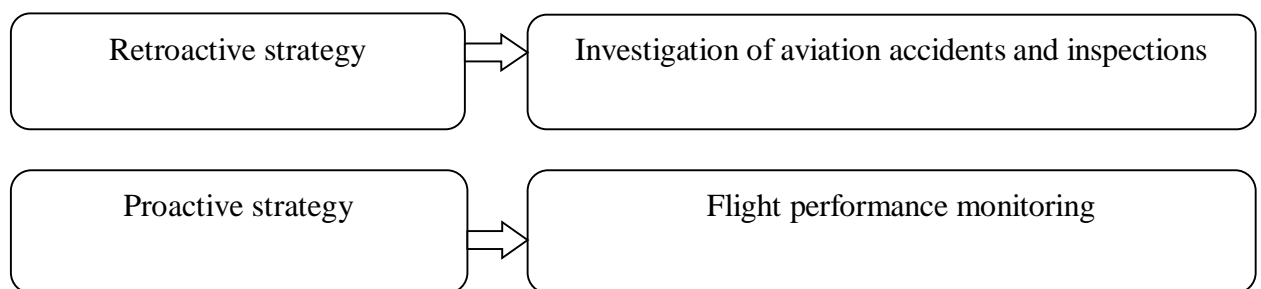 Retroactive strategy
Investigation of aviation accidents and inspections
Proactive strategy
Flight performance monitoring